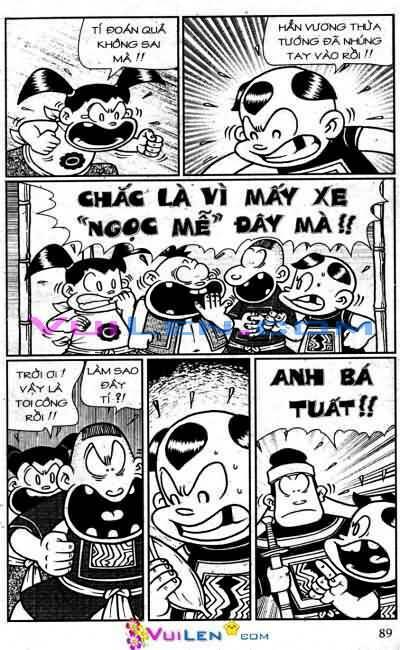 TÍ ĐOÁN QUẢ
KHÔNG SAI
MÀ !!
HẲN VƯƠNG THỪA
TƯỚNG ĐÃ NHÚNG
TAY VÀO RỒI !!
CHẮC LÀ VÌ MẤY XE
"NGỌC MỄ" ĐÂY MÀ !!
VUILEN.COM
TRỜI ƠI !
VẬY LÀ
TOI CÔNG
RỒI !!
LÀM SAO
ĐÂY
TÍ ?!
ANH BÁ
TUẤT !!
89
VUILEN.COM